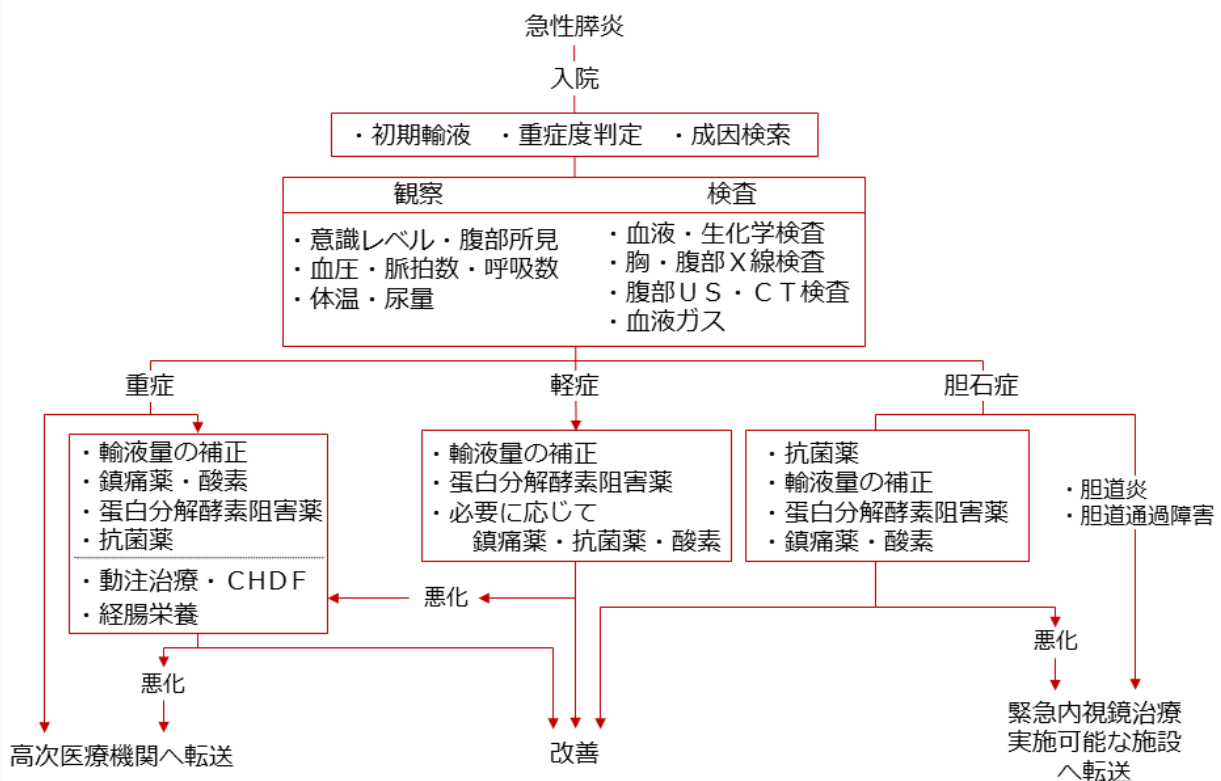 急性膵炎
入院
・初期輸液 ・重症度判定 ・成因検索
観察
・意識レベル・腹部所見
・血圧・脈拍数・呼吸数
・体温・尿量
検査
・血液・生化学検査
・胸・腹部Ｘ線検査
・腹部ＵＳ・ＣＴ検査
・血液ガス
重症
・輸液量の補正
・鎮痛薬・酸素
・蛋白分解酵素阻害薬
・抗菌薬
・動注治療・ＣＨＤＦ
・経腸栄養
悪化
高次医療機関へ転送
軽症
・輸液量の補正
・蛋白分解酵素阻害薬
・必要に応じて
鎮痛薬・抗菌薬・酸素
悪化
改善
胆石症
・抗菌薬
・輸液量の補正
・蛋白分解酵素阻害薬
・鎮痛薬・酸素
・胆道炎
・胆道通過障害
悪化
緊急内視鏡治療
実施可能な施設
へ転送